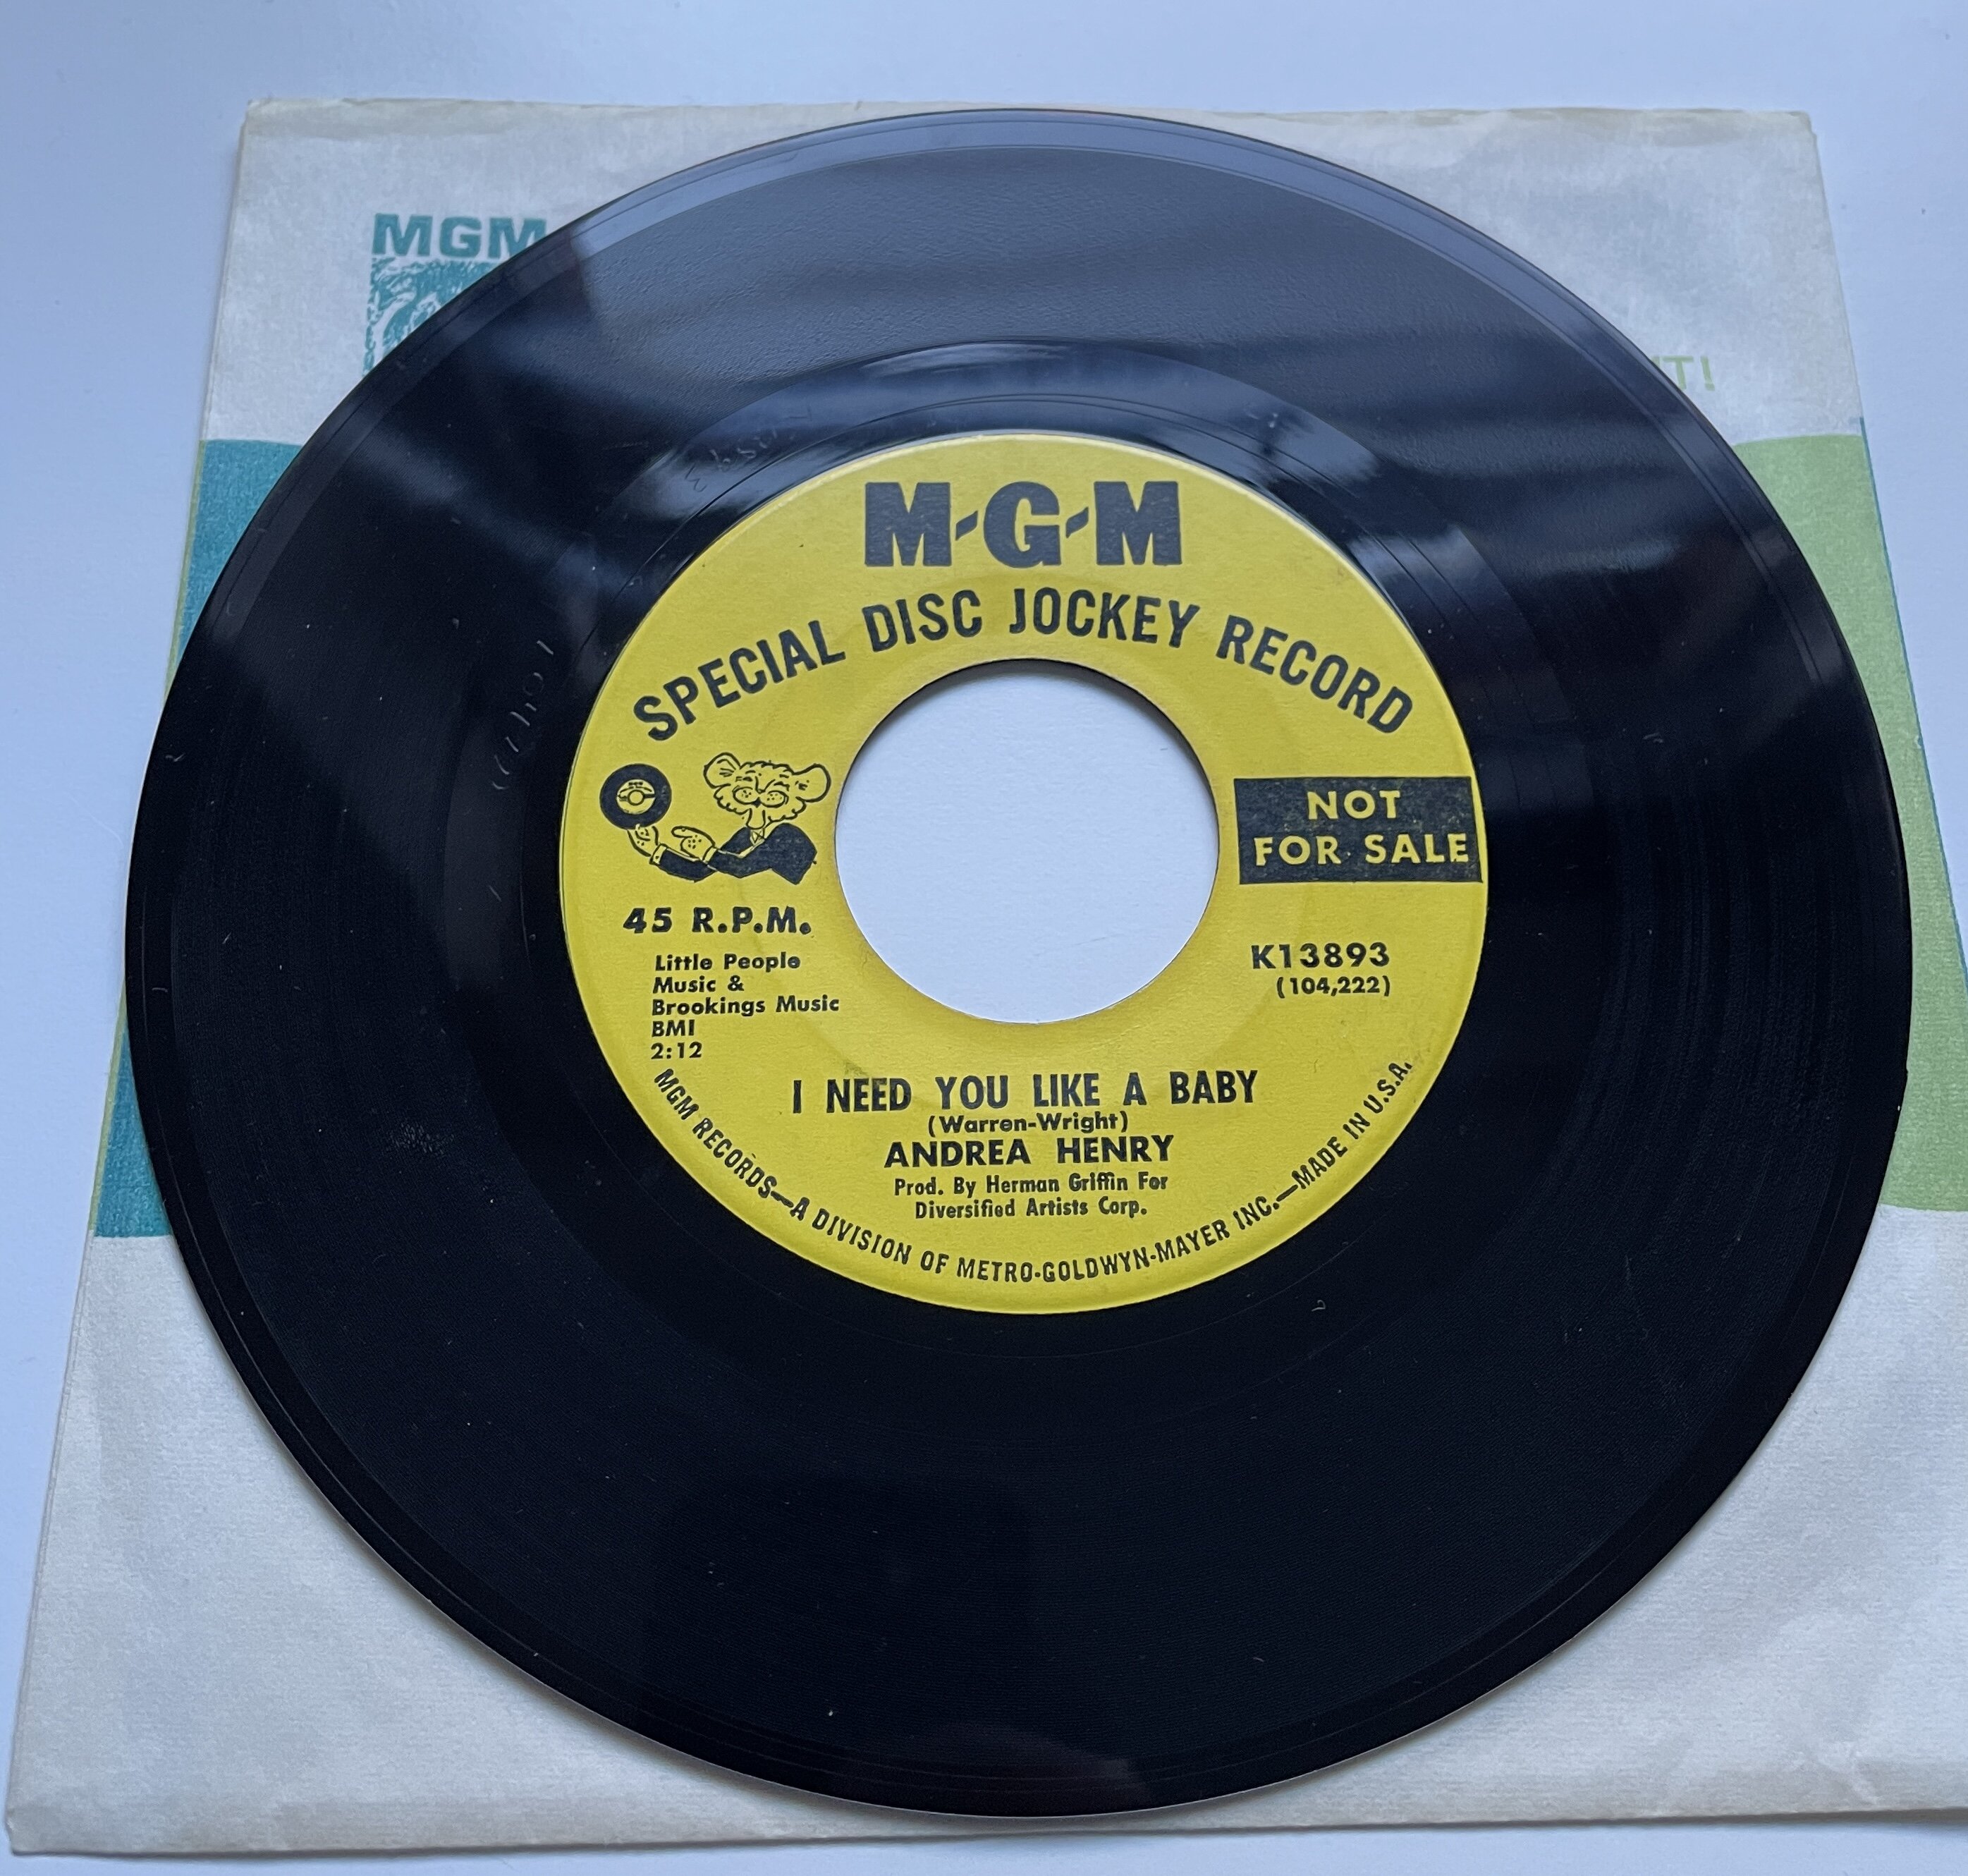 MGM
T!
M-G-M
SPECIAL DISC JOCKEY RECORD
NOT
FOR SALE
45 R.P.M.
Little People
Music &
Brookings Music
BMI
2:12
K13893
(104,222)
I NEED YOU LIKE A BABY
(Warren-Wright)
ANDREA HENRY
Prod. By Herman Griffin For
Diversified Artists Corp.
MGM RECORDS—A DIVISION OF METRO-GOLDWYN-MAYER INC.—MADE IN U.S.A.